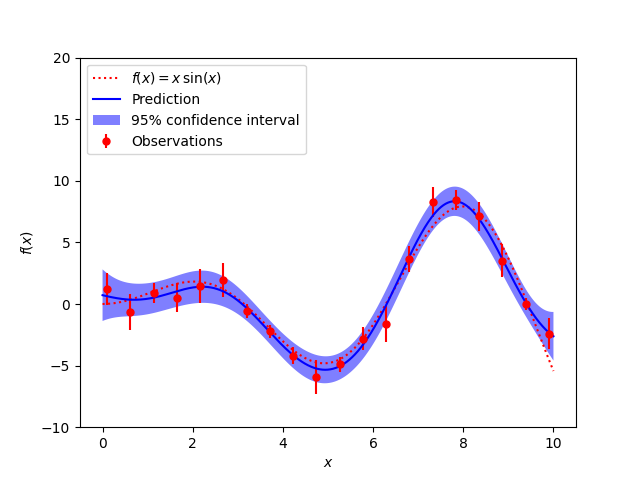 f(x) = x sin(x)
Prediction
95% confidence interval
Observations
20
15
10
5
0
−5
−10
f(x)
0 2 4 6 8 10
x